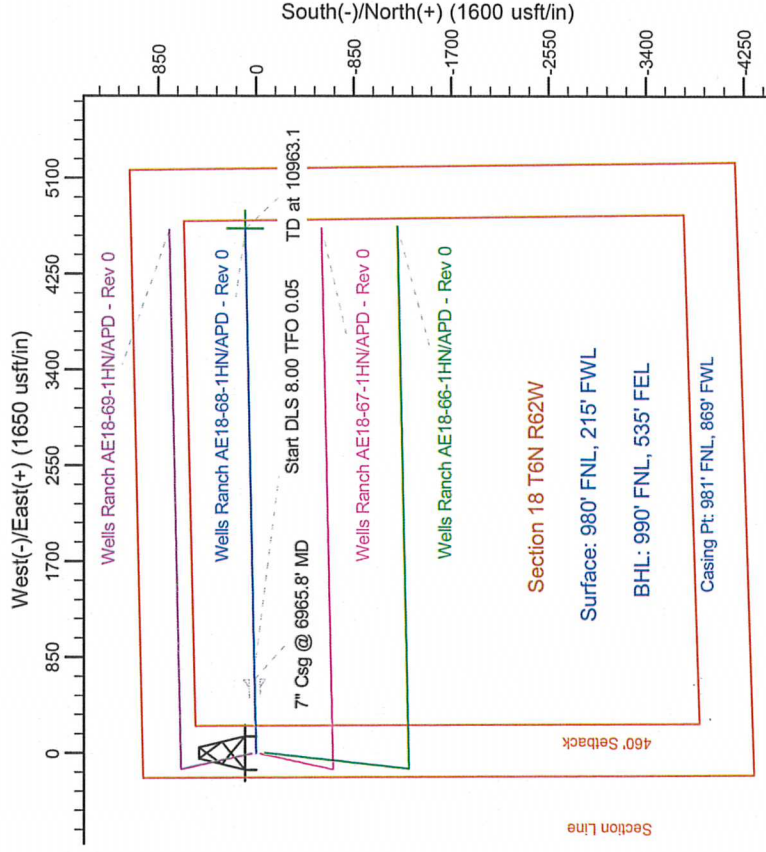 South(-)/North(+) (1600 usft/in)
850
0
-850
-1700
-2550
-3400
-4250
West(-)/East(+) (1650 usft/in)
5100
4250
3400
2550
1700
850
0
Wells Ranch AE18-69-1HN/APD - Rev 0
Wells Ranch AE18-68-1HN/APD - Rev 0
TD at 10963.1
Start DLS 8.00 TFO 0.05
7" Csg @ 6965.8' MD
Wells Ranch AE18-67-1HN/APD - Rev 0
Wells Ranch AE18-66-1HN/APD - Rev 0
Section 18 T6N R62W
Surface: 980' FNL, 215' FWL
BHL: 990' FNL, 535' FEL
Casing Pt: 981' FNL, 869' FWL
460' Setback
Section Line